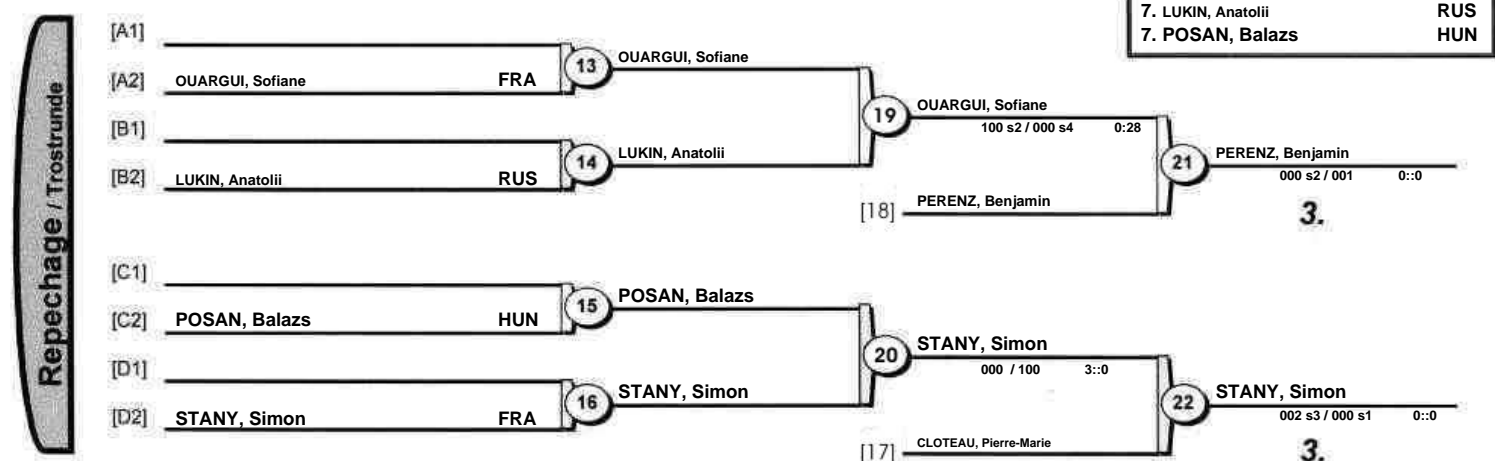 7. LUKIN, Anatolii RUS
7. POSAN, Balazs HUN
Repechage / Trostrunde
[A1]
[A2] OUARGUI, Sofiane FRA
13 OUARGUI, Sofiane
[B1]
[B2] LUKIN, Anatolii RUS
14 LUKIN, Anatolii
19 OUARGUI, Sofiane
100 s2 / 000 s4 0:28
[18] PERENZ, Benjamin
21 PERENZ, Benjamin
000 s2 / 001 0::0
3.
[C1]
[C2] POSAN, Balazs HUN
15 POSAN, Balazs
[D1]
[D2] STANY, Simon FRA
16 STANY, Simon
20 STANY, Simon
000 / 100 3::0
[17] CLOTEAU, Pierre-Marie
22 STANY, Simon
002 s3 / 000 s1 0::0
3.